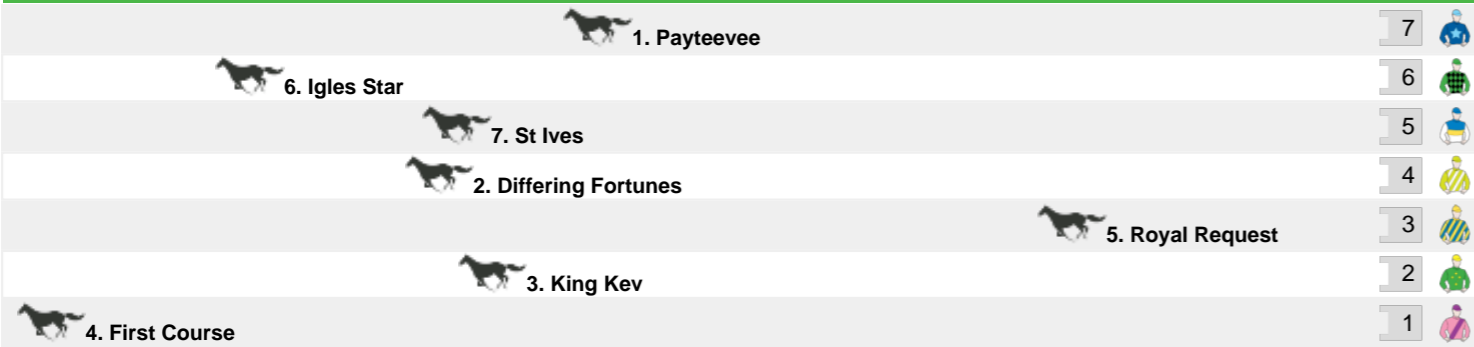 1. Payteevee 7
6. Igles Star 6
7. St Ives 5
2. Differing Fortunes 4
5. Royal Request 3
3. King Kev 2
4. First Course 1